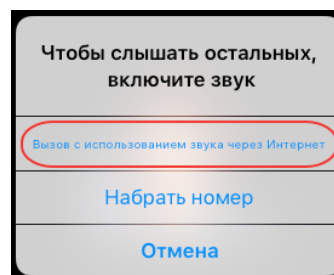 Чтобы слышать остальных,
включите звук
Вызов с использованием звука через Интернет
Набрать номер
Отмена